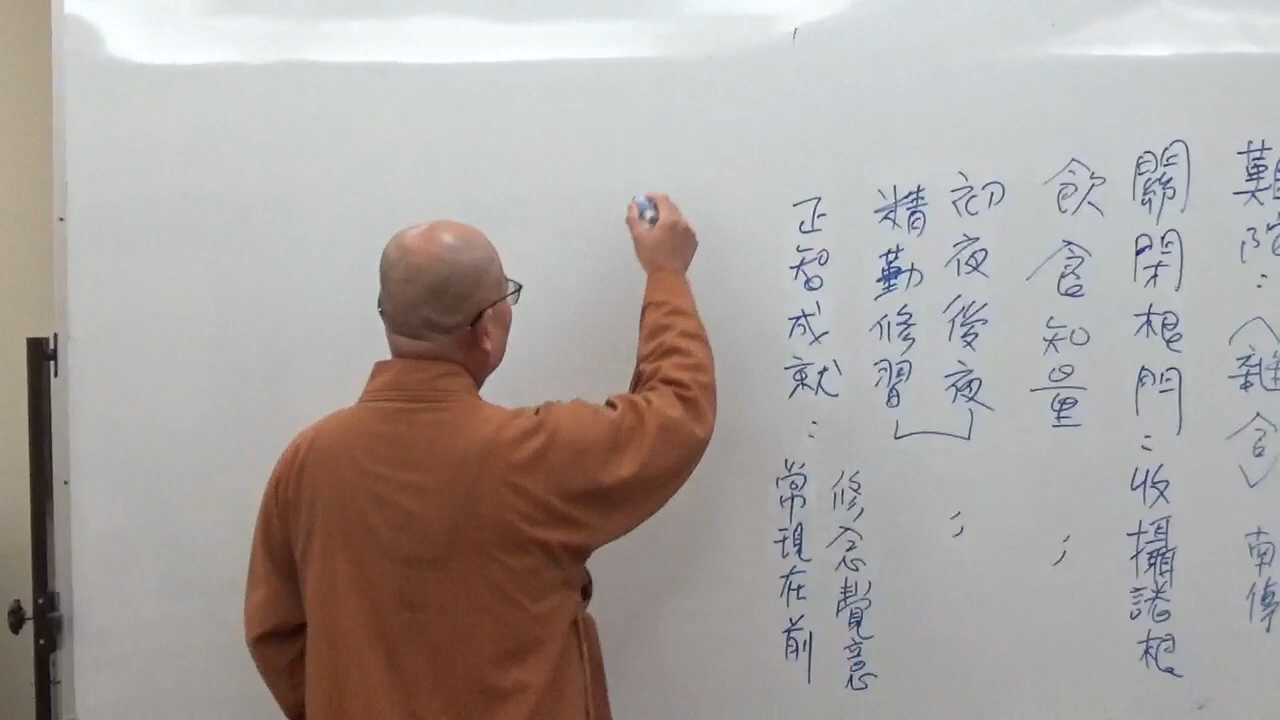 難陀：〈雜含〉南傳
關閉根門：收攝諸根
飲食知量；
初夜後夜；
精勤修習
修念覺意
正智成就：常現在前